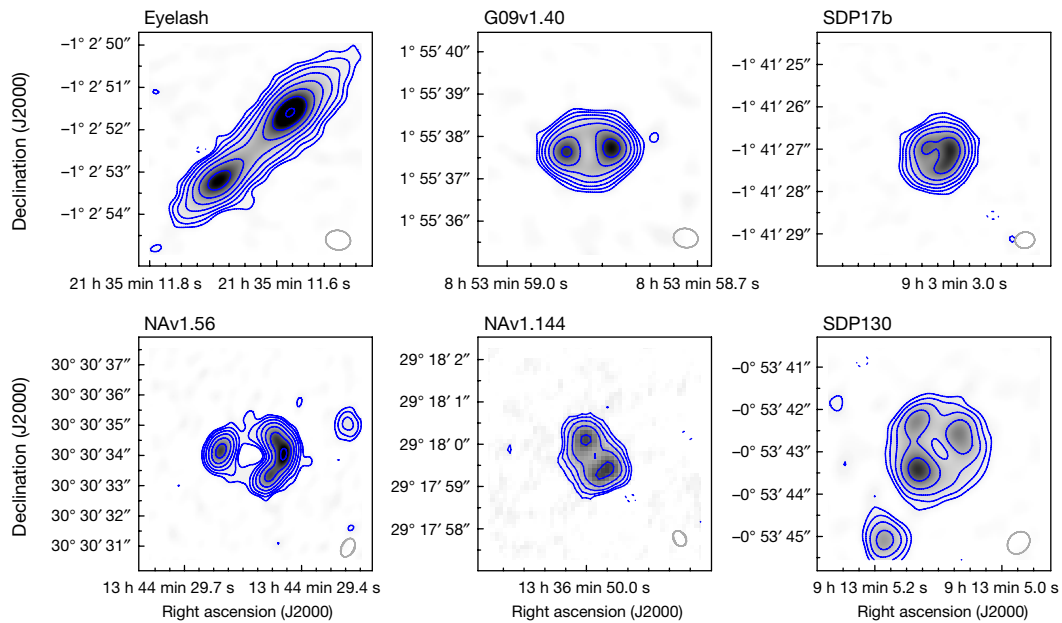 Eyelash
G09v1.40
SDP17b
Declination (J2000)
−1° 2′ 50″
−1° 2′ 51″
−1° 2′ 52″
−1° 2′ 53″
−1° 2′ 54″
1° 55′ 40″
1° 55′ 39″
1° 55′ 38″
1° 55′ 37″
1° 55′ 36″
−1° 41′ 25″
−1° 41′ 26″
−1° 41′ 27″
−1° 41′ 28″
−1° 41′ 29″
21 h 35 min 11.8 s 21 h 35 min 11.6 s
8 h 53 min 59.0 s 8 h 53 min 58.7 s
9 h 3 min 3.0 s
NAv1.56
NAv1.144
SDP130
Declination (J2000)
30° 30′ 37″
30° 30′ 36″
30° 30′ 35″
30° 30′ 34″
30° 30′ 33″
30° 30′ 32″
30° 30′ 31″
29° 18′ 2″
29° 18′ 1″
29° 18′ 0″
29° 17′ 59″
29° 17′ 58″
−0° 53′ 41″
−0° 53′ 42″
−0° 53′ 43″
−0° 53′ 44″
−0° 53′ 45″
13 h 44 min 29.7 s 13 h 44 min 29.4 s
13 h 36 min 50.0 s
9 h 13 min 5.2 s 9 h 13 min 5.0 s
Right ascension (J2000)
Right ascension (J2000)
Right ascension (J2000)